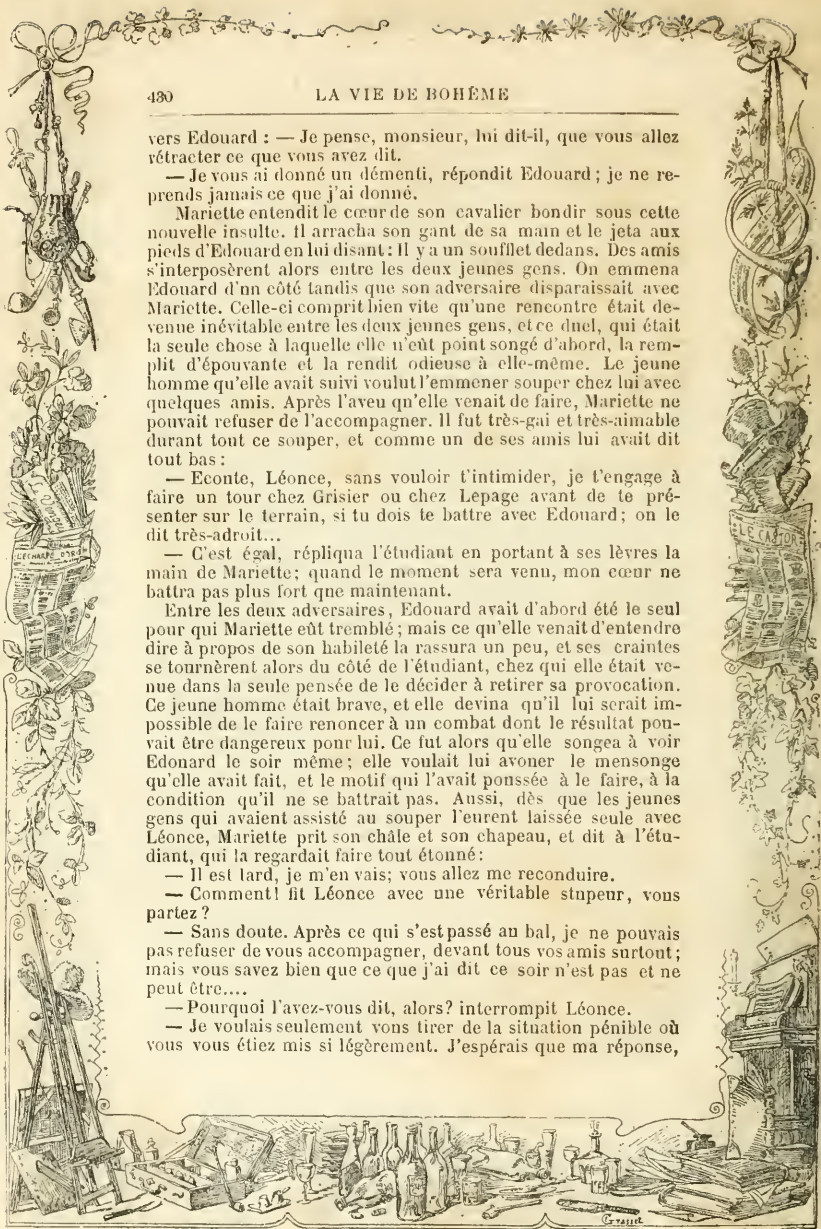 430
LA VIE DE BOHÊME
vers Edouard : — Je pense, monsieur, lui dit-il, que vous allez
rétracter ce que vous avez dit.
— Je vous ai donné un démenti, répondit Edouard ; je ne re-
prends jamais ce que j'ai donné.
Mariette entendit le cœur de son cavalier bondir sous cette
nouvelle insulte. Il arracha son gant de sa main et le jeta aux
pieds d'Edouard en lui disant : Il y a un soufflet dedans. Des amis
s'interposèrent alors entre les deux jeunes gens. On emmena
Edouard d'un côté tandis que son adversaire disparaissait avec
Mariette. Celle-ci comprit bien vite qu'une rencontre était de-
venue inévitable entre les deux jeunes gens, et ce duel, qui était
la seule chose à laquelle elle n'eût point songé d'abord, la rem-
plit d'épouvante et la rendit odieuse à elle-même. Le jeune
homme qu'elle avait suivi voulut l'emmener souper chez lui avec
quelques amis. Après l'aveu qu'elle venait de faire, Mariette ne
pouvait refuser de l'accompagner. Il fut très-gai et très-aimable
durant tout ce souper, et comme un de ses amis lui avait dit
tout bas :
— Ecoute, Léonce, sans vouloir t'intimider, je t'engage à
faire un tour chez Grisier ou chez Lepage avant de te pré-
senter sur le terrain, si tu dois te battre avec Edouard ; on le
dit très-adroit...
— C'est égal, répliqua l'étudiant en portant à ses lèvres la
main de Mariette ; quand le moment sera venu, mon cœur ne
battra pas plus fort que maintenant.
Entre les deux adversaires, Edouard avait d'abord été le seul
pour qui Mariette eût tremblé ; mais ce qu'elle venait d'entendre
dire à propos de son habileté la rassura un peu, et ses craintes
se tournèrent alors du côté de l'étudiant, chez qui elle était ve-
nue dans la seule pensée de le décider à retirer sa provocation.
Ce jeune homme était brave, et elle devina qu'il lui serait im-
possible de le faire renoncer à un combat dont le résultat pou-
vait être dangereux pour lui. Ce fut alors qu'elle songea à voir
Edouard le soir même ; elle voulait lui avouer le mensonge
qu'elle avait fait, et le motif qui l'avait poussée à le faire, à la
condition qu'il ne se battrait pas. Aussi, dès que les jeunes
gens qui avaient assisté au souper l'eurent laissée seule avec
Léonce, Mariette prit son châle et son chapeau, et dit à l'étu-
diant, qui la regardait faire tout étonné :
— Il est tard, je m'en vais ; vous allez me reconduire.
— Comment ! fit Léonce avec une véritable stupeur, vous
partez ?
— Sans doute. Après ce qui s'est passé au bal, je ne pouvais
pas refuser de vous accompagner, devant tous vos amis surtout ;
mais vous savez bien que ce que j'ai dit ce soir n'est pas et ne
peut être....
— Pourquoi l'avez-vous dit, alors ? interrompit Léonce.
— Je voulais seulement vous tirer de la situation pénible où
vous vous étiez mis si légèrement. J'espérais que ma réponse,
L'ECHARPE D'IRIS
LE CASTOR
Grasset